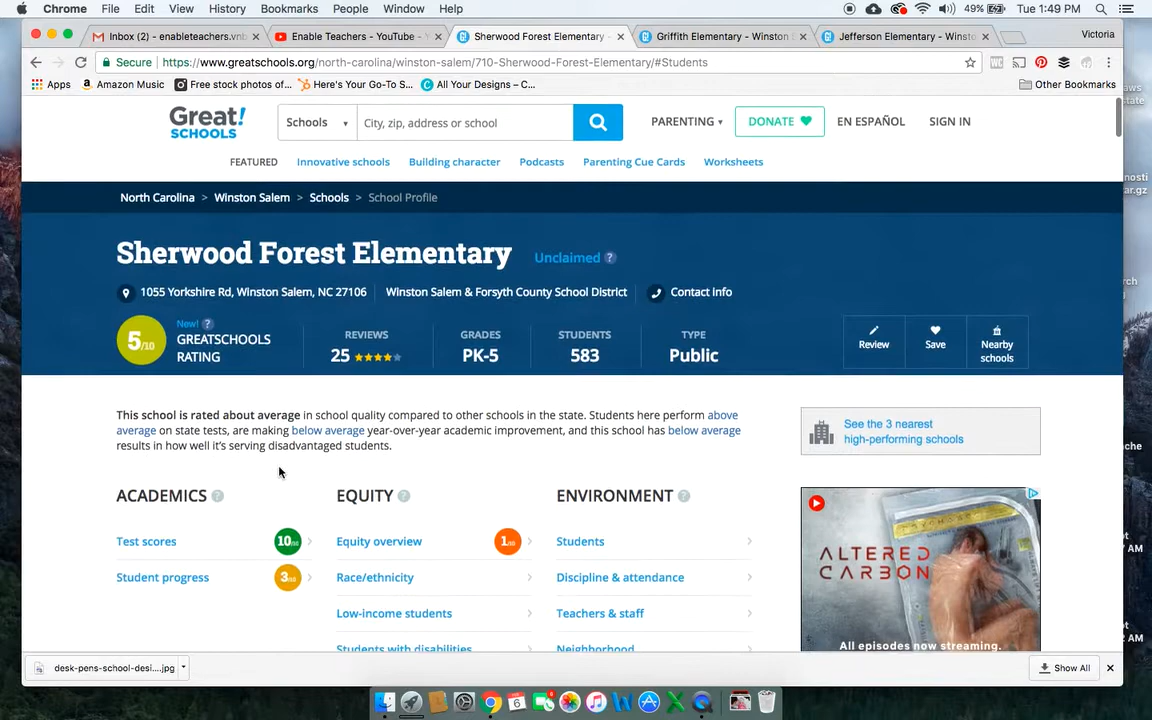 Chrome File Edit View History Bookmarks People Window Help 49% Tue 1:49 PM
Inbox (2) - enableteachers.vnb Enable Teachers - YouTube - Y Sherwood Forest Elementary - Griffith Elementary - Winston S Jefferson Elementary - Winsto Victoria
Secure https://www.greatschools.org/north-carolina/winston-salem/710-Sherwood-Forest-Elementary/#Students
Apps Amazon Music Free stock photos of... Here's Your Go To S... All Your Designs – C... Other Bookmarks
Great! SCHOOLS
Schools City, zip, address or school PARENTING DONATE EN ESPAÑOL SIGN IN
FEATURED Innovative schools Building character Podcasts Parenting Cue Cards Worksheets
North Carolina > Winston Salem > Schools > School Profile
Sherwood Forest Elementary Unclaimed ?
1055 Yorkshire Rd, Winston Salem, NC 27106 Winston Salem & Forsyth County School District Contact info
5/10 New! ? GREATSCHOOLS RATING
REVIEWS GRADES STUDENTS TYPE
25 PK-5 583 Public
Review Save Nearby schools
This school is rated about average in school quality compared to other schools in the state. Students here perform above
average on state tests, are making below average year-over-year academic improvement, and this school has below average
results in how well it's serving disadvantaged students.
See the 3 nearest
high-performing schools
ACADEMICS ? EQUITY ? ENVIRONMENT ?
Test scores 10/10 Equity overview 1/10 Students
Student progress 3/10 Race/ethnicity Discipline & attendance
Low-income students Teachers & staff
Students with disabilities Neighborhood
ALTERED
CARBON
All episodes now streaming.
desk-pens-school-desi....jpg Show All